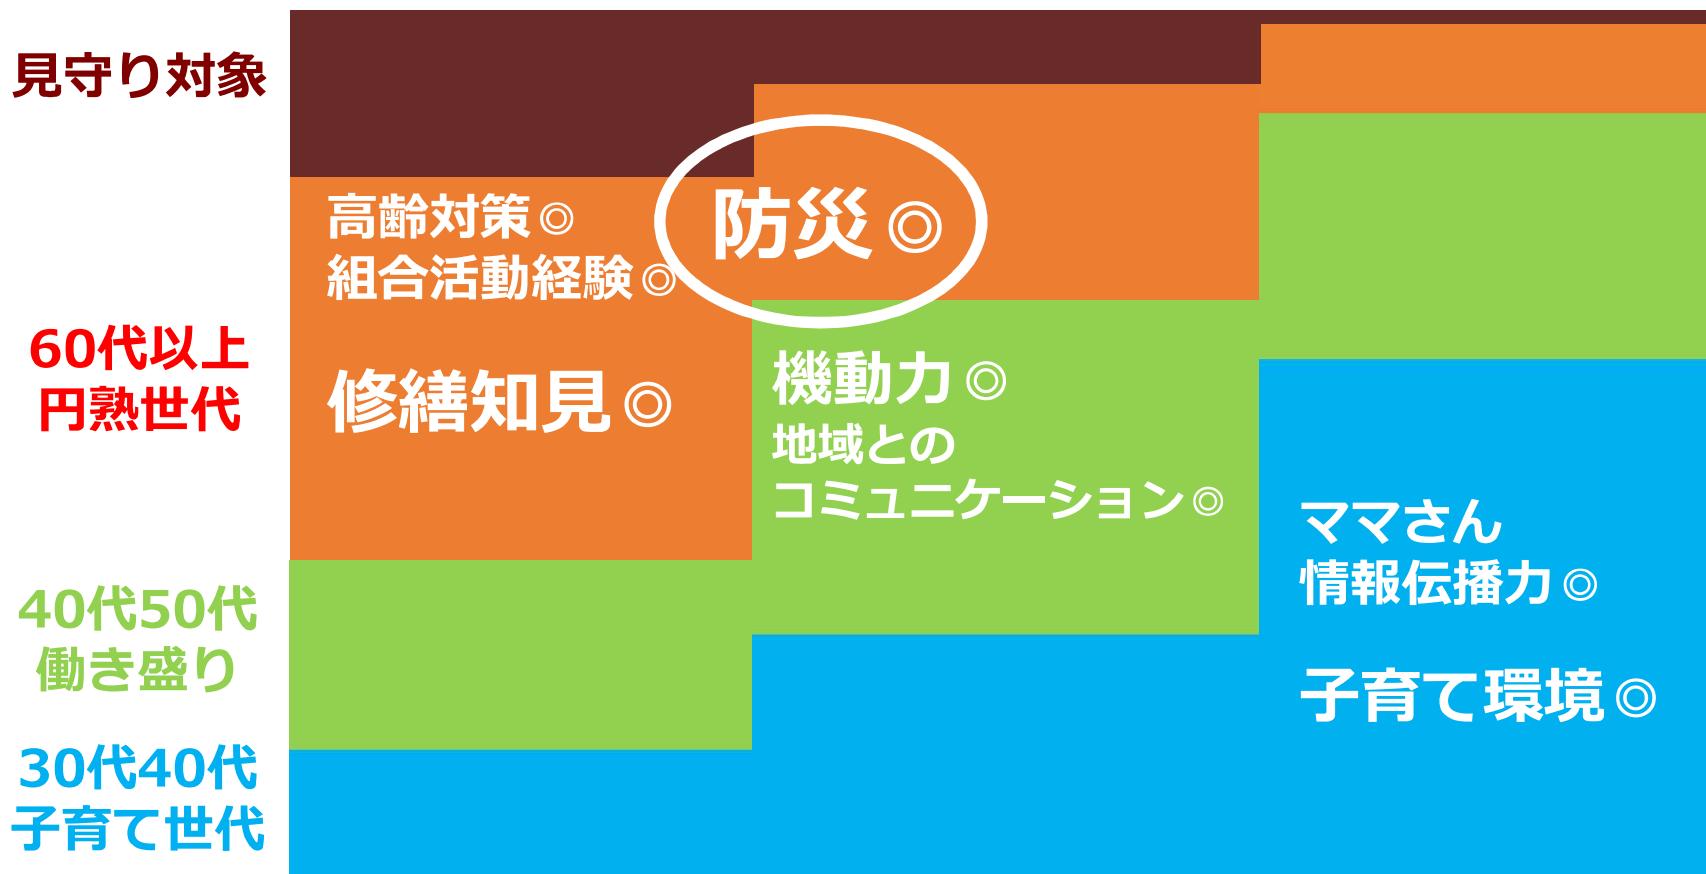 見守り対象
60代以上
円熟世代
40代50代
働き盛り
30代40代
子育て世代
高齢対策◎
組合活動経験◎
修繕知見◎
防災◎
機動力◎
地域との
コミュニケーション◎
ママさん
情報伝播力◎
子育て環境◎